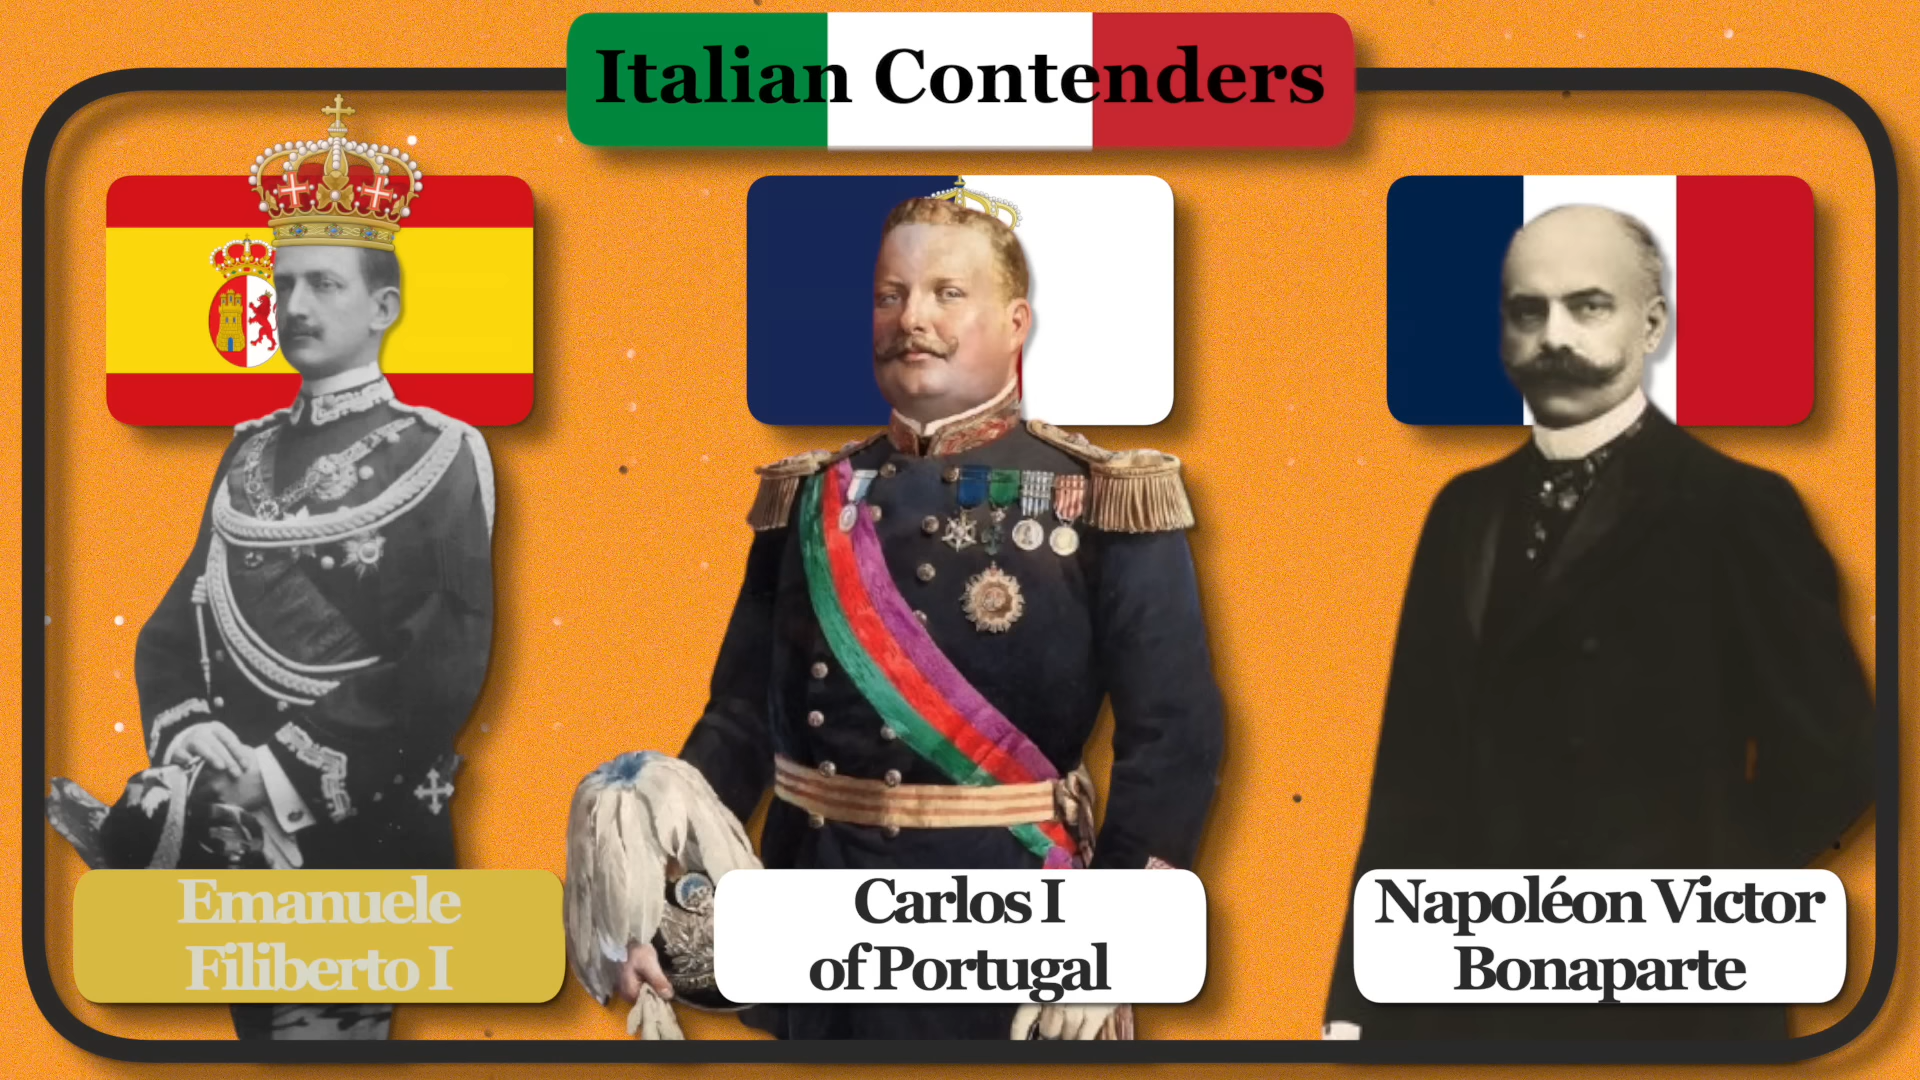 Italian Contenders
Emanuele
Filiberto I
Carlos I
of Portugal
Napoléon Victor
Bonaparte